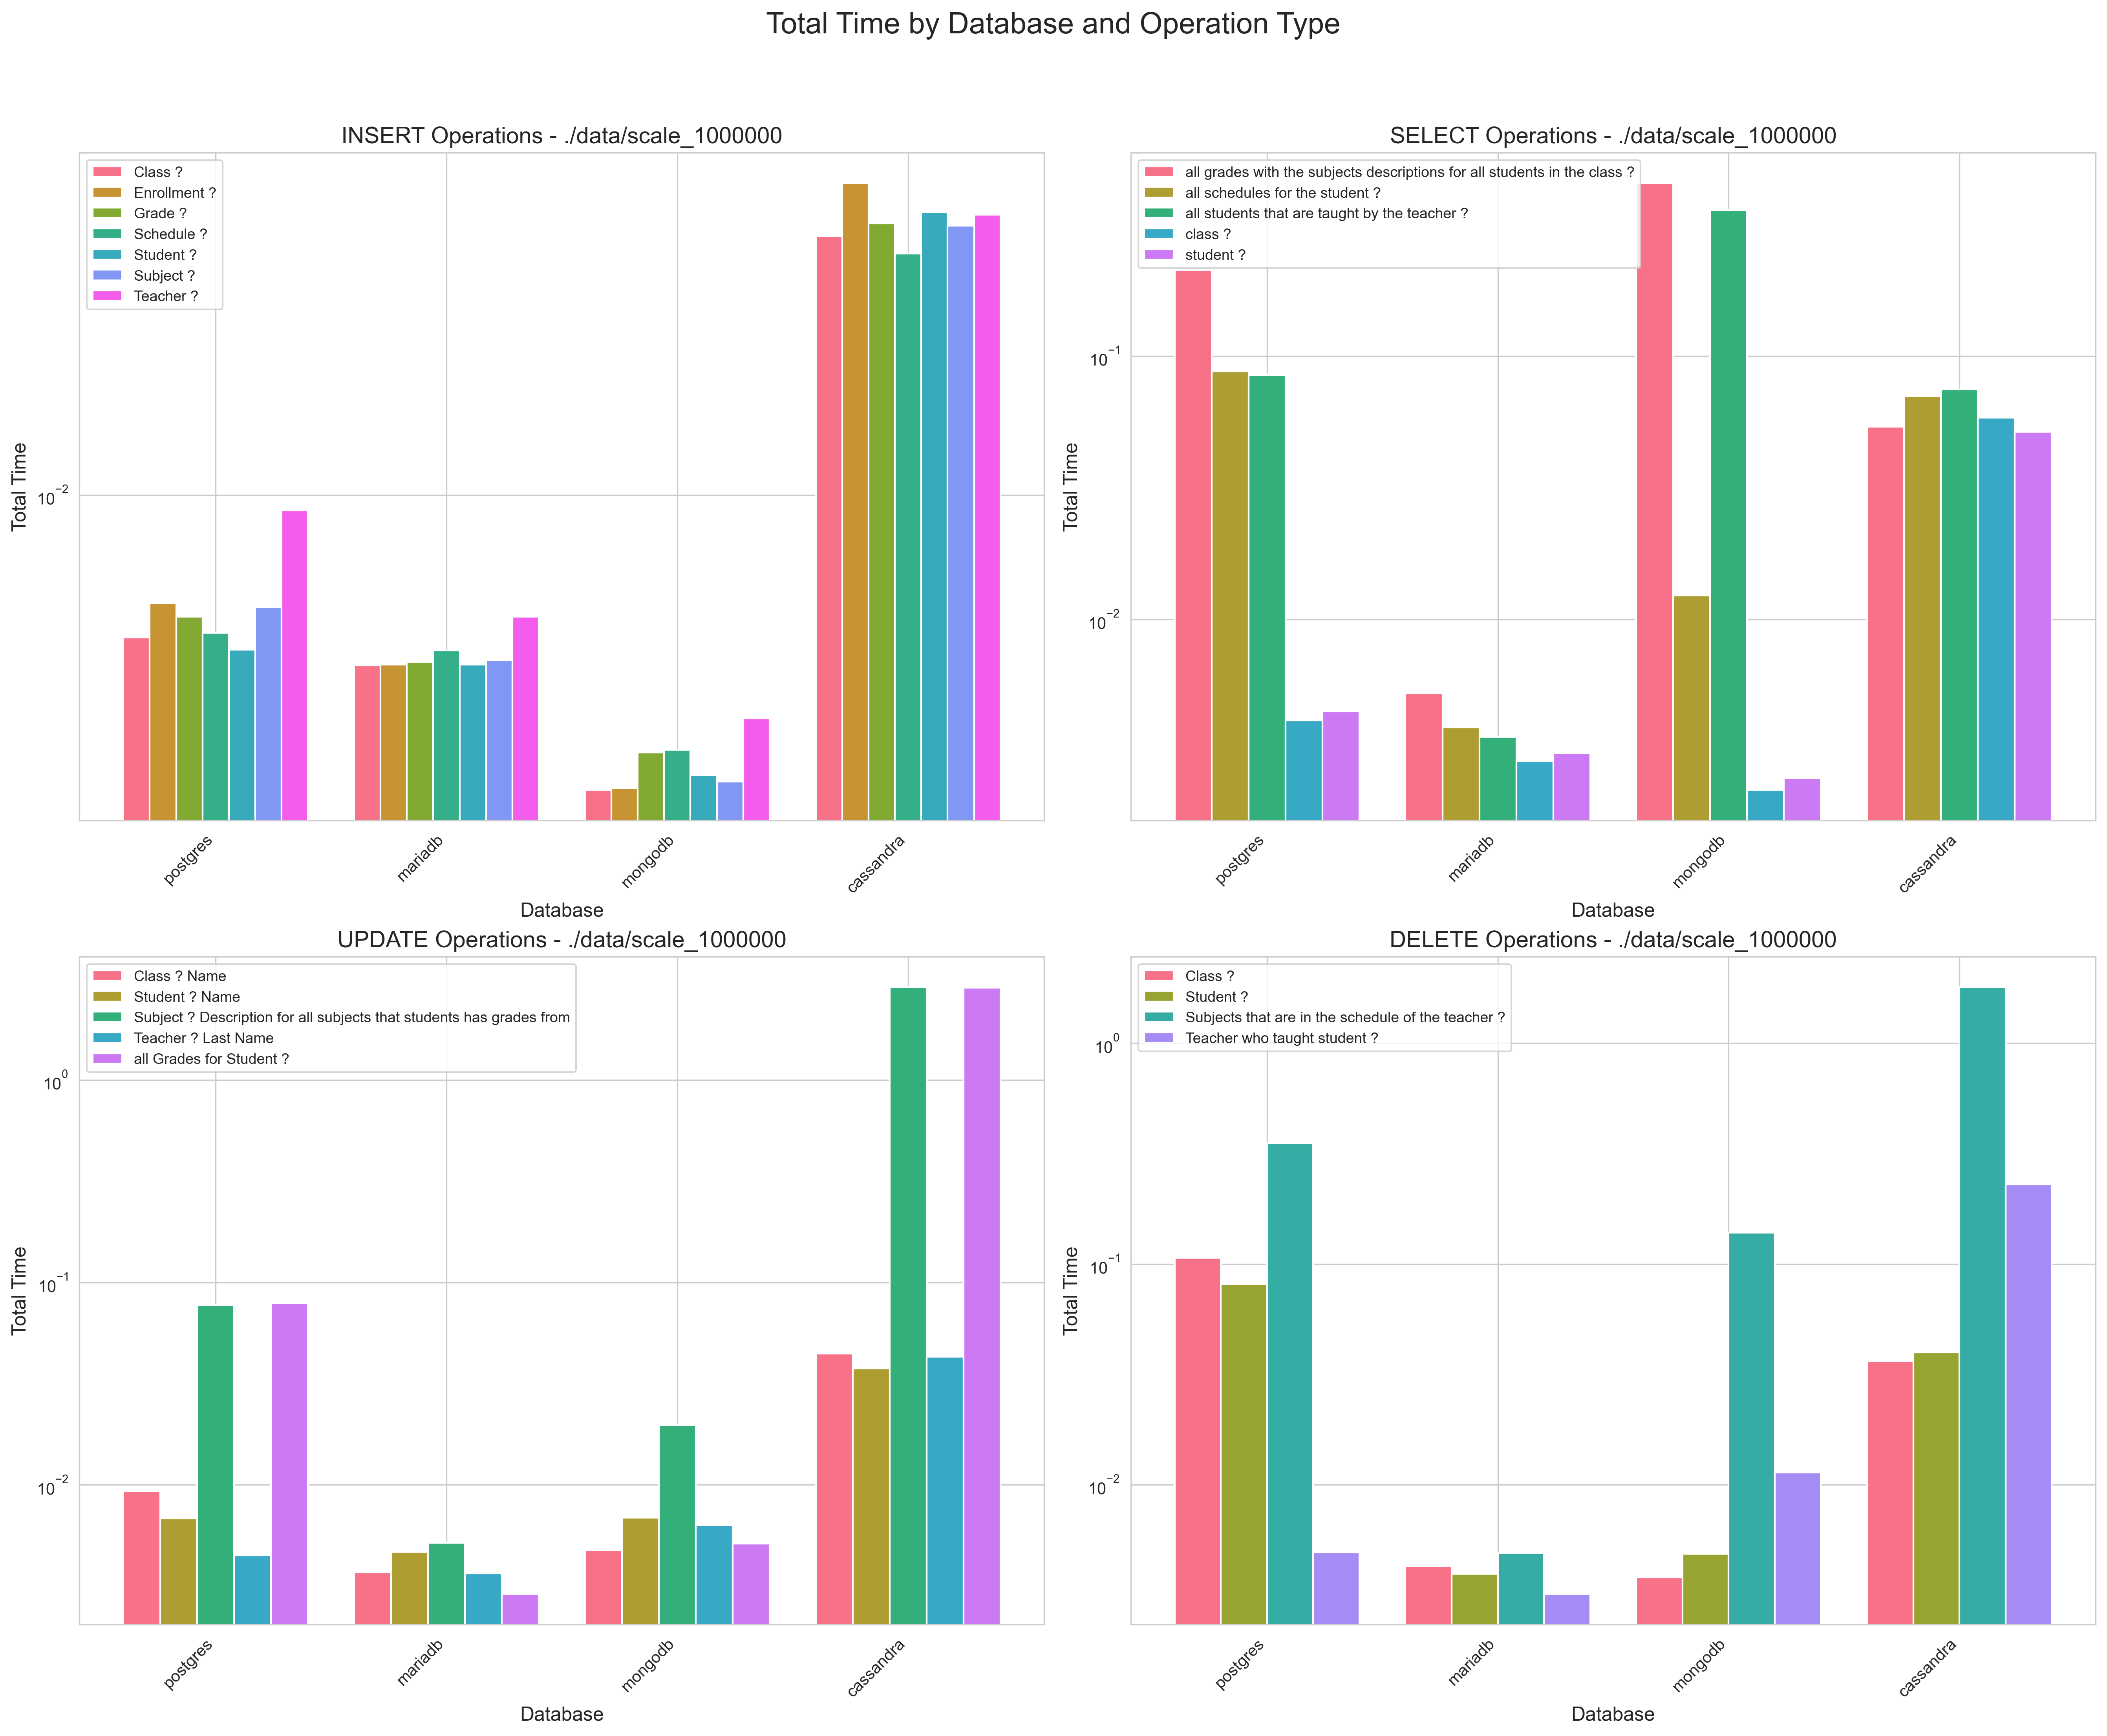 Total Time by Database and Operation Type
INSERT Operations - ./data/scale_1000000
Class ?
Enrollment ?
Grade ?
Schedule ?
Student ?
Subject ?
Teacher ?
10⁻²
Total Time
postgres
mariadb
mongodb
cassandra
Database
SELECT Operations - ./data/scale_1000000
all grades with the subjects descriptions for all students in the class ?
all schedules for the student ?
all students that are taught by the teacher ?
class ?
student ?
10⁻¹
10⁻²
Total Time
postgres
mariadb
mongodb
cassandra
Database
UPDATE Operations - ./data/scale_1000000
Class ? Name
Student ? Name
Subject ? Description for all subjects that students has grades from
Teacher ? Last Name
all Grades for Student ?
10⁰
10⁻¹
10⁻²
Total Time
postgres
mariadb
mongodb
cassandra
Database
DELETE Operations - ./data/scale_1000000
Class ?
Student ?
Subjects that are in the schedule of the teacher ?
Teacher who taught student ?
10⁰
10⁻¹
10⁻²
Total Time
postgres
mariadb
mongodb
cassandra
Database